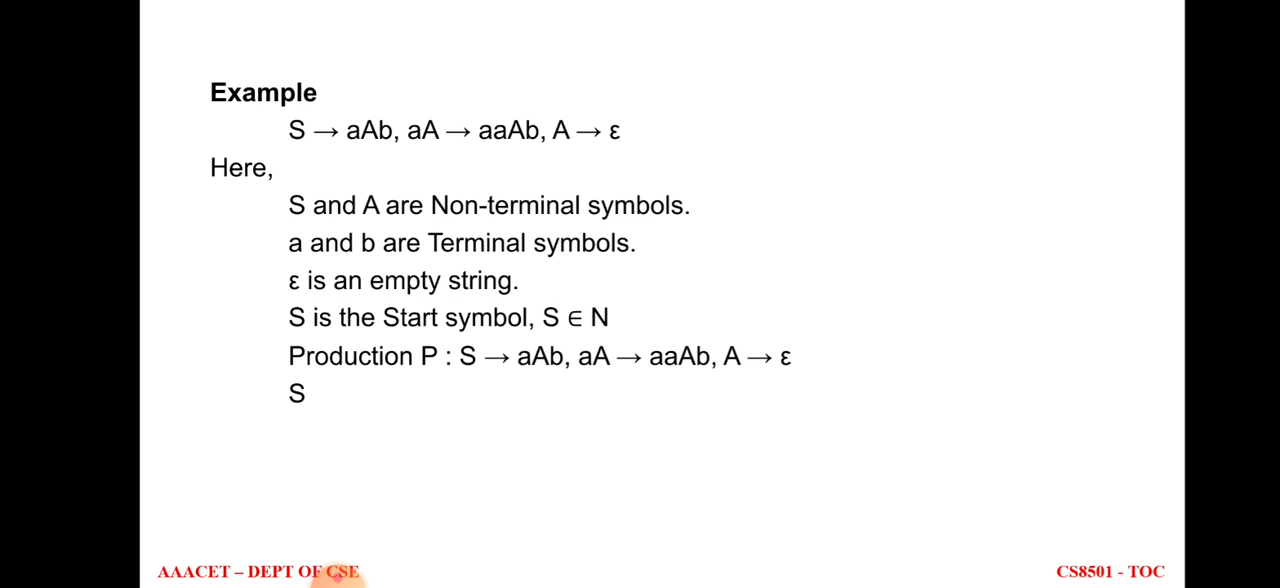 Example
S → aAb, aA → aaAb, A → ε
Here,
S and A are Non-terminal symbols.
a and b are Terminal symbols.
ε is an empty string.
S is the Start symbol, S ∈ N
Production P : S → aAb, aA → aaAb, A → ε
S
AAACET – DEPT OF CSE
CS8501 - TOC